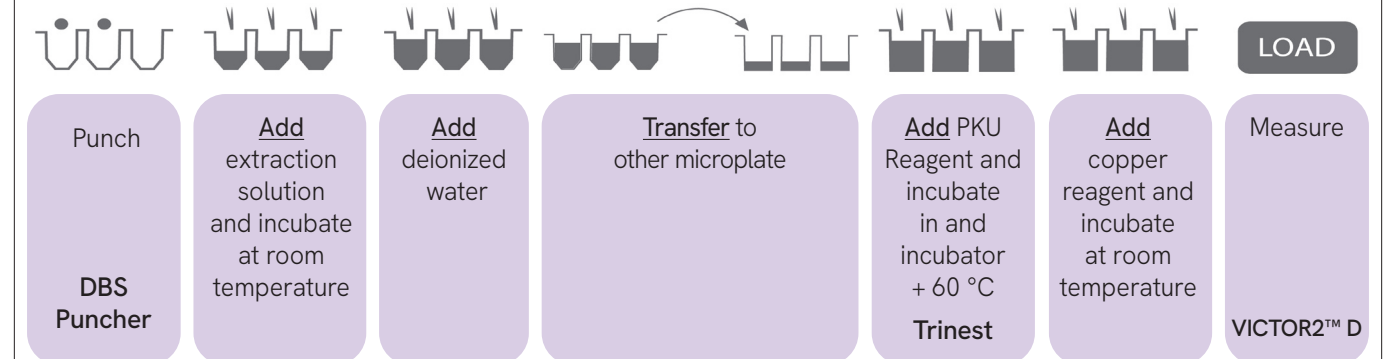 LOAD
Punch
DBS
Puncher
Add
extraction
solution
and incubate
at room
temperature
Add
deionized
water
Transfer to
other microplate
Add PKU
Reagent and
incubate
in and
incubator
+ 60 °C
Trinest
Add
copper
reagent and
incubate
at room
temperature
Measure
VICTOR2™ D